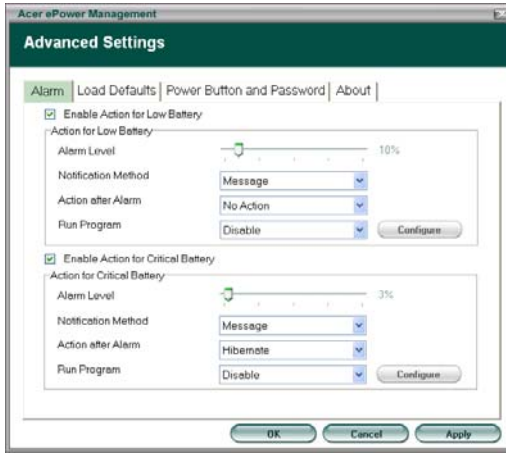 Acer ePower Management
Advanced Settings
Alarm Load Defaults Power Button and Password About
Enable Action for Low Battery
Action for Low Battery
Alarm Level 10%
Notification Method Message
Action after Alarm No Action
Run Program Disable Configure
Enable Action for Critical Battery
Action for Critical Battery
Alarm Level 3%
Notification Method Message
Action after Alarm Hibernate
Run Program Disable Configure
OK Cancel Apply